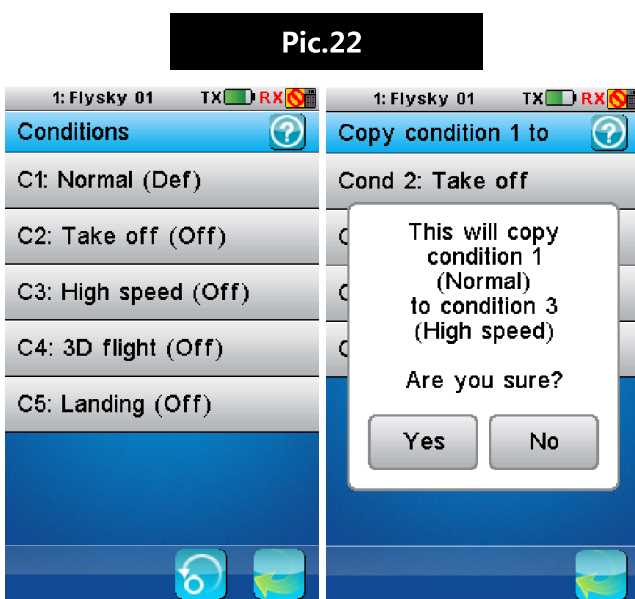 Pic.22
1: Flysky 01 TX RX
Conditions ?
C1: Normal (Def)
C2: Take off (Off)
C3: High speed (Off)
C4: 3D flight (Off)
C5: Landing (Off)
1: Flysky 01 TX RX
Copy condition 1 to ?
Cond 2: Take off
C
C
C
This will copy
condition 1
(Normal)
to condition 3
(High speed)
Are you sure?
Yes No